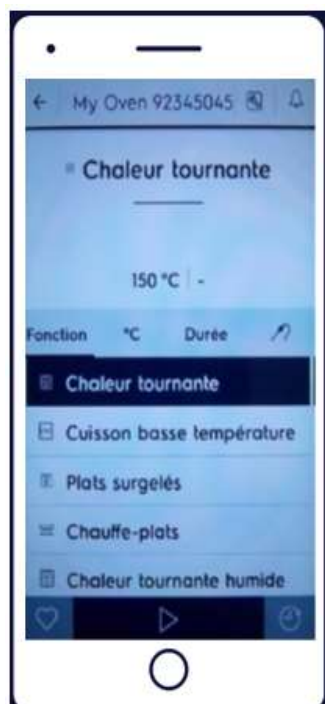 My Oven 92345045
Chaleur tournante
150 °C | -
Fonction °C Durée
Chaleur tournante
Cuisson basse température
Plats surgelés
Chauffe-plats
Chaleur tournante humide